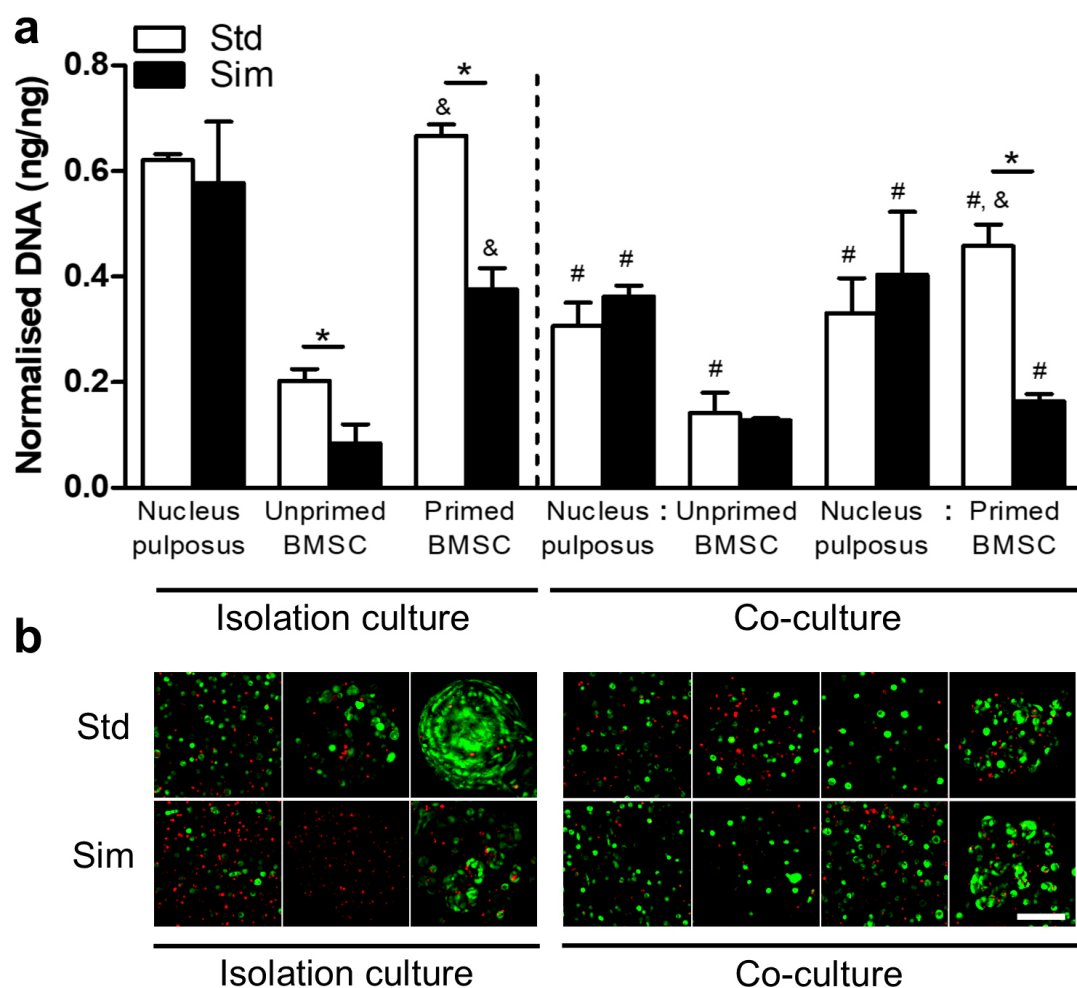 a
Std
Sim
Normalised DNA (ng/ng)
0.8
0.6
0.4
0.2
0.0
*
&
*
&
#
#
#
#
#
#, &
*
#
Nucleus pulposus
Unprimed BMSC
Primed BMSC
Nucleus pulposus
:
Unprimed BMSC
Nucleus pulposus
:
Primed BMSC
Isolation culture
Co-culture
b
Std
Sim
Isolation culture
Co-culture